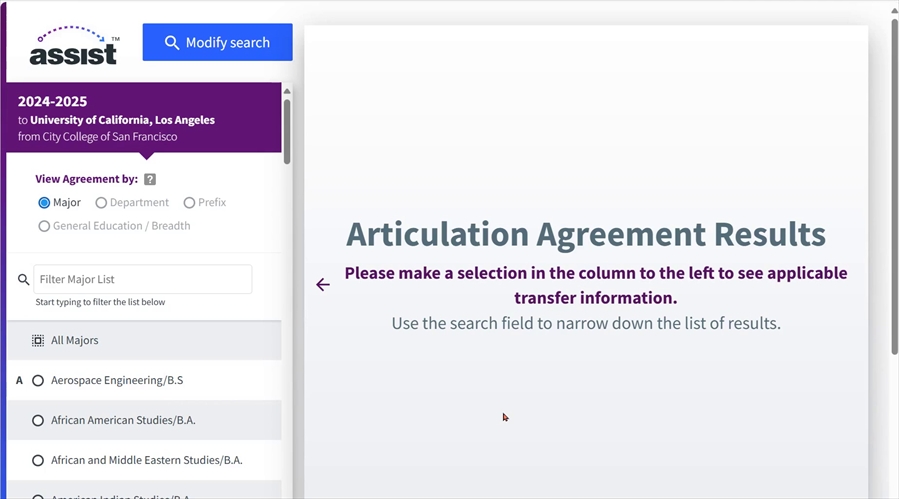 assist™
Modify search
2024-2025
to University of California, Los Angeles
from City College of San Francisco
View Agreement by: ?
Major Department Prefix
General Education / Breadth
Filter Major List
Start typing to filter the list below
All Majors
A Aerospace Engineering/B.S
African American Studies/B.A.
African and Middle Eastern Studies/B.A.
American Indian Studies/B.A.
Articulation Agreement Results
Please make a selection in the column to the left to see applicable
transfer information.
Use the search field to narrow down the list of results.